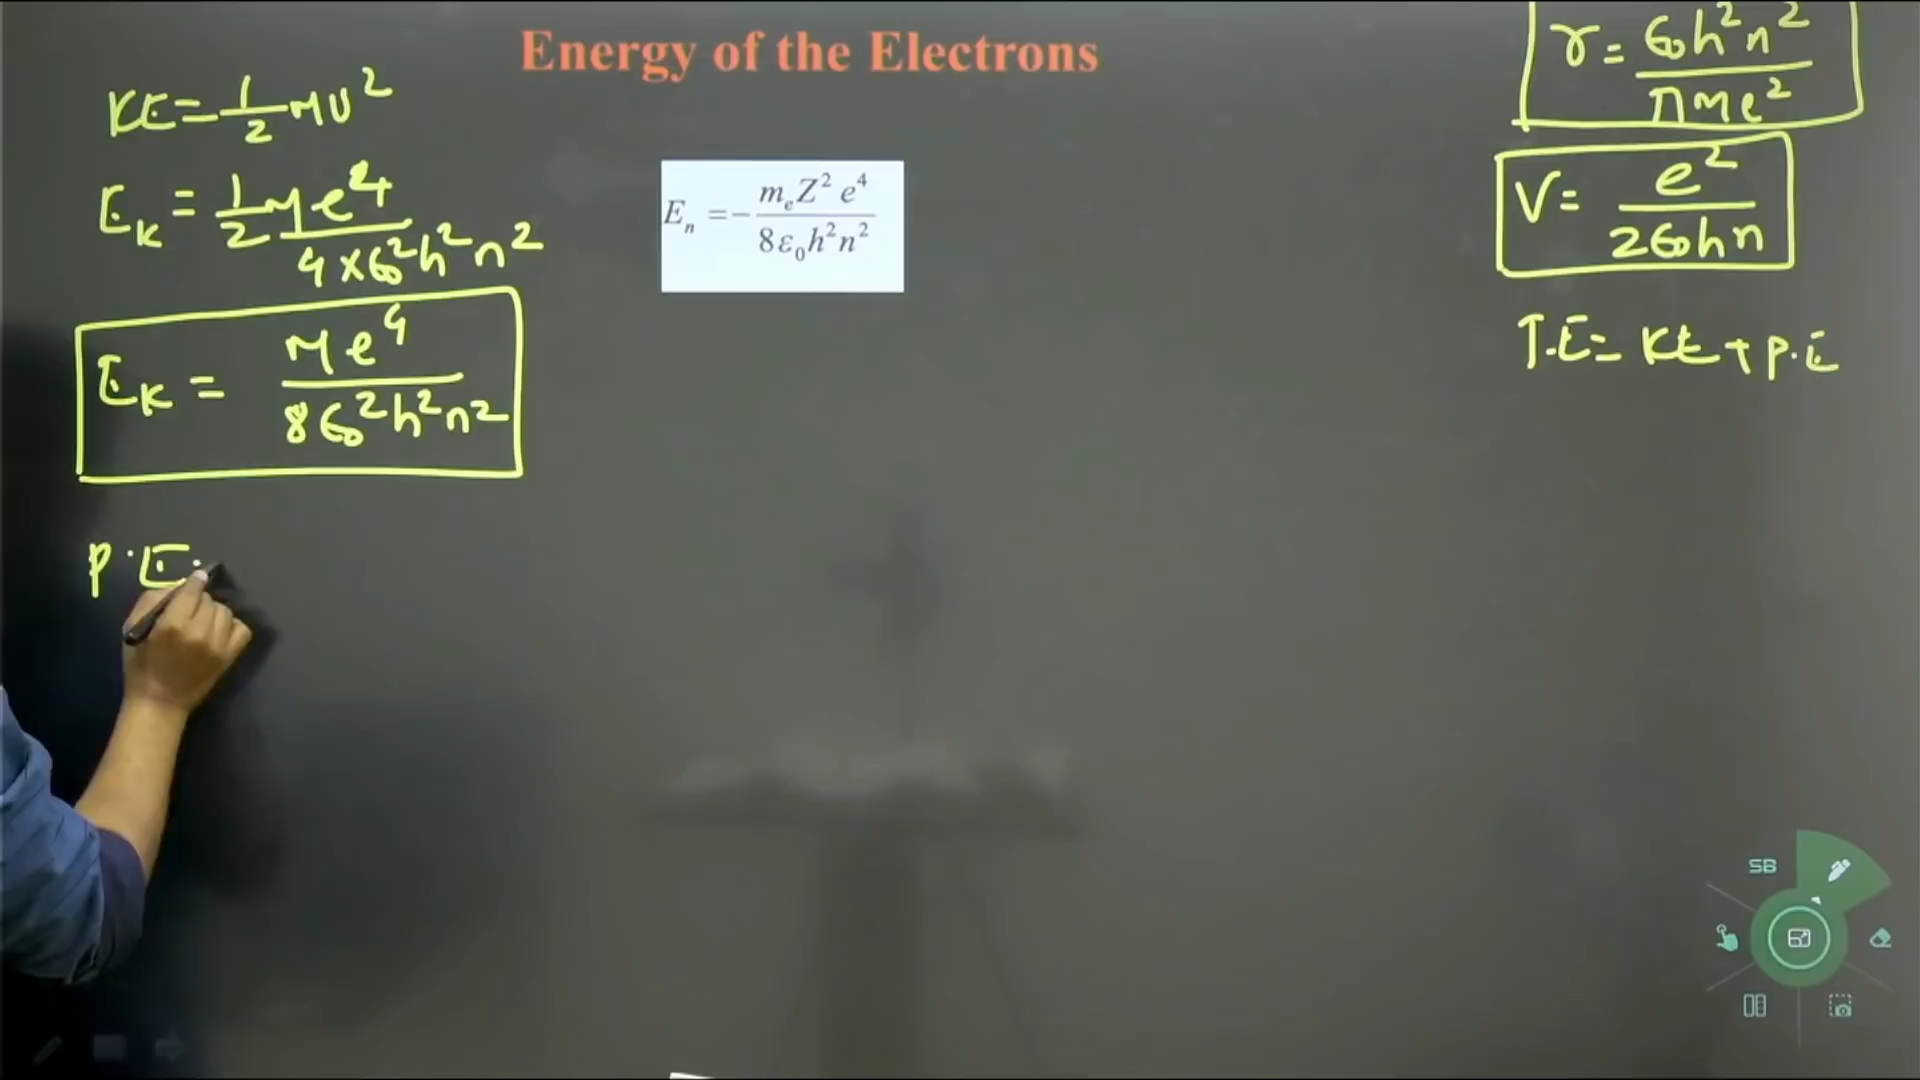 Energy of the Electrons
KE = 1/2 MV²
E_K = 1/2 Me⁴ / 4×ε₀²h²n²
E_K = Me⁴ / 8ε₀²h²n²
P.E.
E_n = - m_e Z² e⁴ / 8ε₀h²n²
r = ε₀h²n² / πMe²
V = e² / 2ε₀hn
T.E = KE + P.E
SB